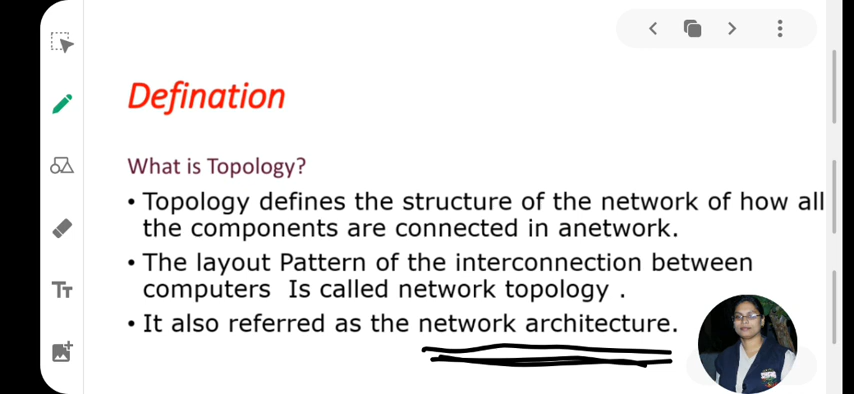 Defination
What is Topology?
• Topology defines the structure of the network of how all
the components are connected in anetwork.
• The layout Pattern of the interconnection between
computers Is called network topology .
• It also referred as the network architecture.
TT